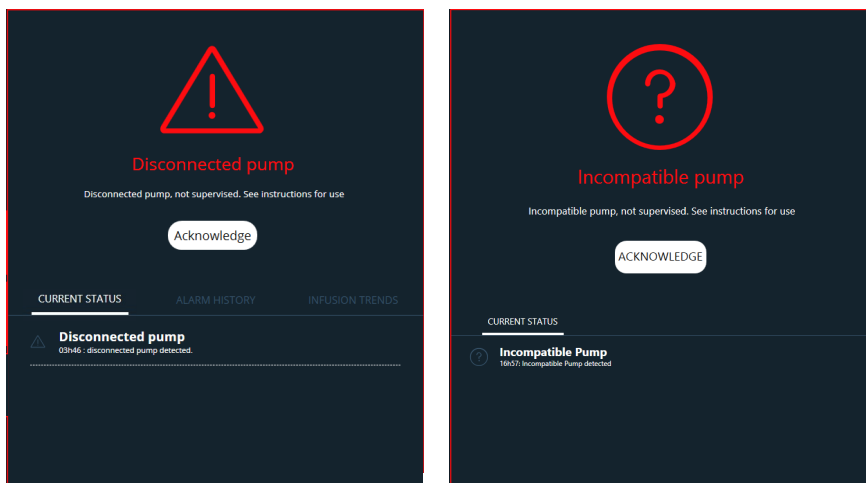 Disconnected pump
Disconnected pump, not supervised. See instructions for use
Acknowledge
CURRENT STATUS
ALARM HISTORY
INFUSION TRENDS
Disconnected pump
03h46 : disconnected pump detected.
Incompatible pump
Incompatible pump, not supervised. See instructions for use
ACKNOWLEDGE
CURRENT STATUS
Incompatible Pump
16h57: Incompatible Pump detected